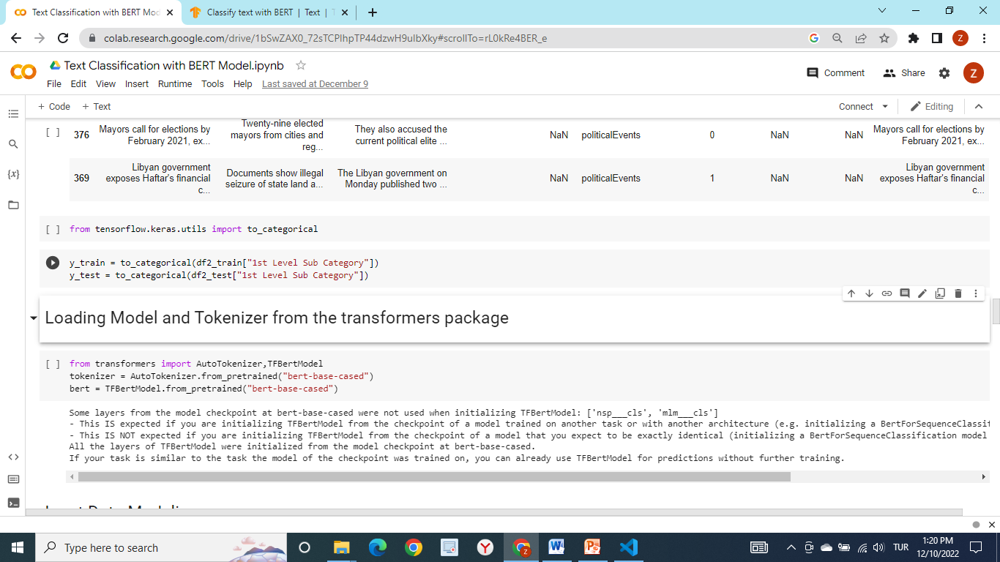 Text Classification with BERT Mod
Classify text with BERT | Text | T
colab.research.google.com/drive/1bSwZAX0_72sTCPIhpTP44dzwH9uIbXky#scrollTo=rL0kRe4BER_e
Z
Text Classification with BERT Model.ipynb
Comment
Share
Z
File Edit View Insert Runtime Tools Help Last saved at December 9
+ Code + Text
Connect
Editing
[ ] 376 Mayors call for elections by February 2021, ex... Twenty-nine elected mayors from cities and reg... They also accused the current political elite ... NaN politicalEvents 0 NaN NaN Mayors call for elections by February 2021, ex...
369 Libyan government exposes Haftar's financial c... Documents show illegal seizure of state land a... The Libyan government on Monday published two ... NaN politicalEvents 1 NaN NaN Libyan government exposes Haftar's financial c...
[ ] from tensorflow.keras.utils import to_categorical
y_train = to_categorical(df2_train["1st Level Sub Category"])
y_test = to_categorical(df2_test["1st Level Sub Category"])
Loading Model and Tokenizer from the transformers package
[ ] from transformers import AutoTokenizer,TFBertModel
tokenizer = AutoTokenizer.from_pretrained("bert-base-cased")
bert = TFBertModel.from_pretrained("bert-base-cased")
Some layers from the model checkpoint at bert-base-cased were not used when initializing TFBertModel: ['nsp___cls', 'mlm___cls']
- This IS expected if you are initializing TFBertModel from the checkpoint of a model trained on another task or with another architecture (e.g. initializing a BertForSequenceClassif
- This IS NOT expected if you are initializing TFBertModel from the checkpoint of a model that you expect to be exactly identical (initializing a BertForSequenceClassification model
All the layers of TFBertModel were initialized from the model checkpoint at bert-base-cased.
If your task is similar to the task the model of the checkpoint was trained on, you can already use TFBertModel for predictions without further training.
Type here to search
TUR
1:20 PM
12/10/2022